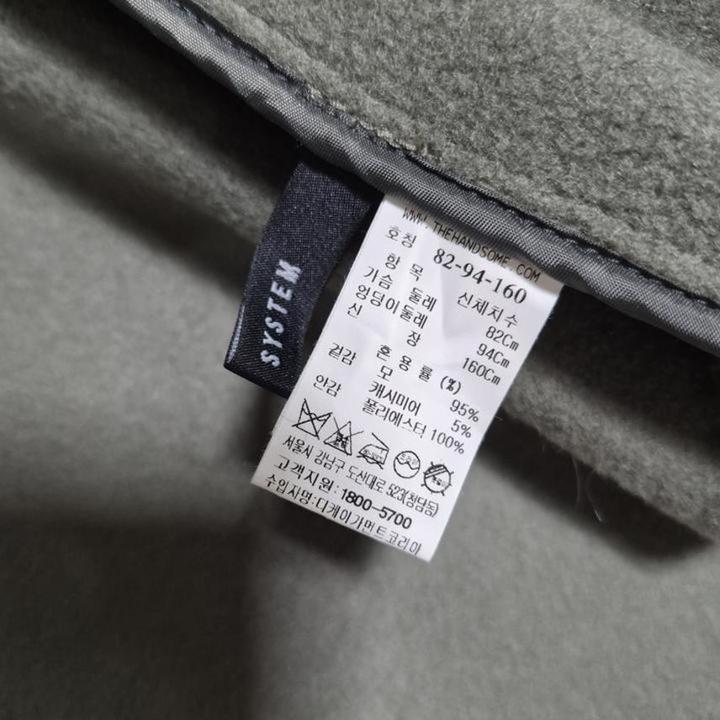 SYSTEM
WWW.THEHANDSOME.COM
호칭 82-94-160
항 목 신체치수
가슴 둘레 82Cm
엉덩이둘레 94Cm
신 장 160Cm
혼 용 률 (%)
겉감 모 95%
캐시미어 5%
안감 폴리에스터 100%
서울시 강남구 도산대로 523(청담동)
고객지원:1800-5700
수입자명:디케이가먼트코리아